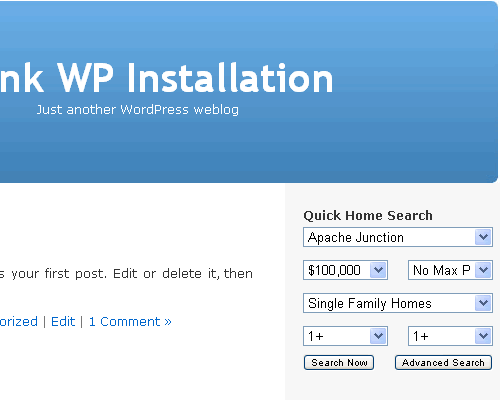 nk WP Installation
Just another WordPress weblog
Quick Home Search
Apache Junction
$100,000 No Max P
s your first post. Edit or delete it, then
Single Family Homes
orized | Edit | 1 Comment »
1+ 1+
Search Now Advanced Search